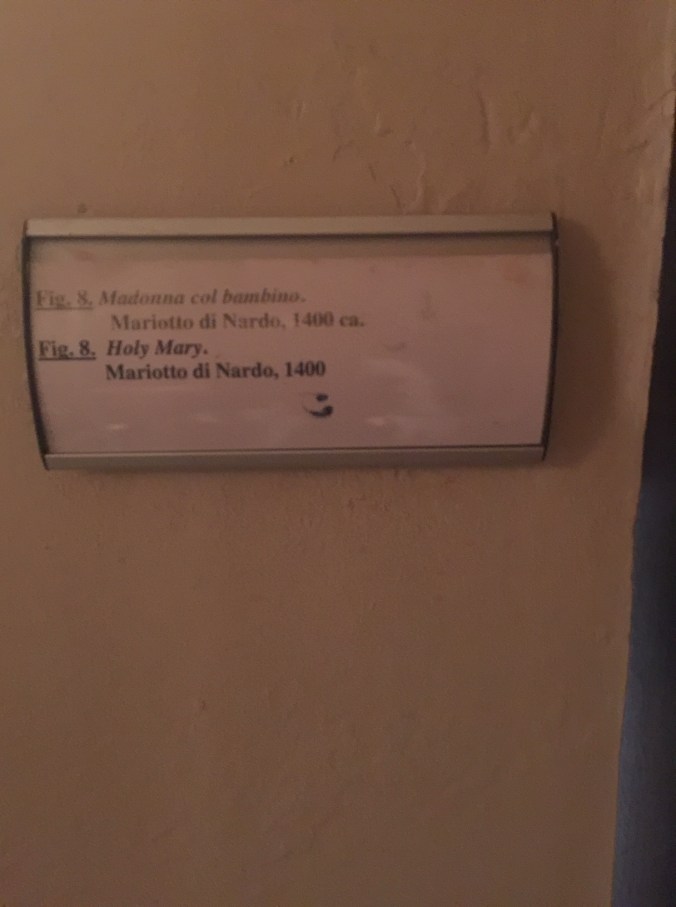 Fig. 8. Madonna col bambino.
Mariotto di Nardo, 1400 ca.
Fig. 8. Holy Mary.
Mariotto di Nardo, 1400